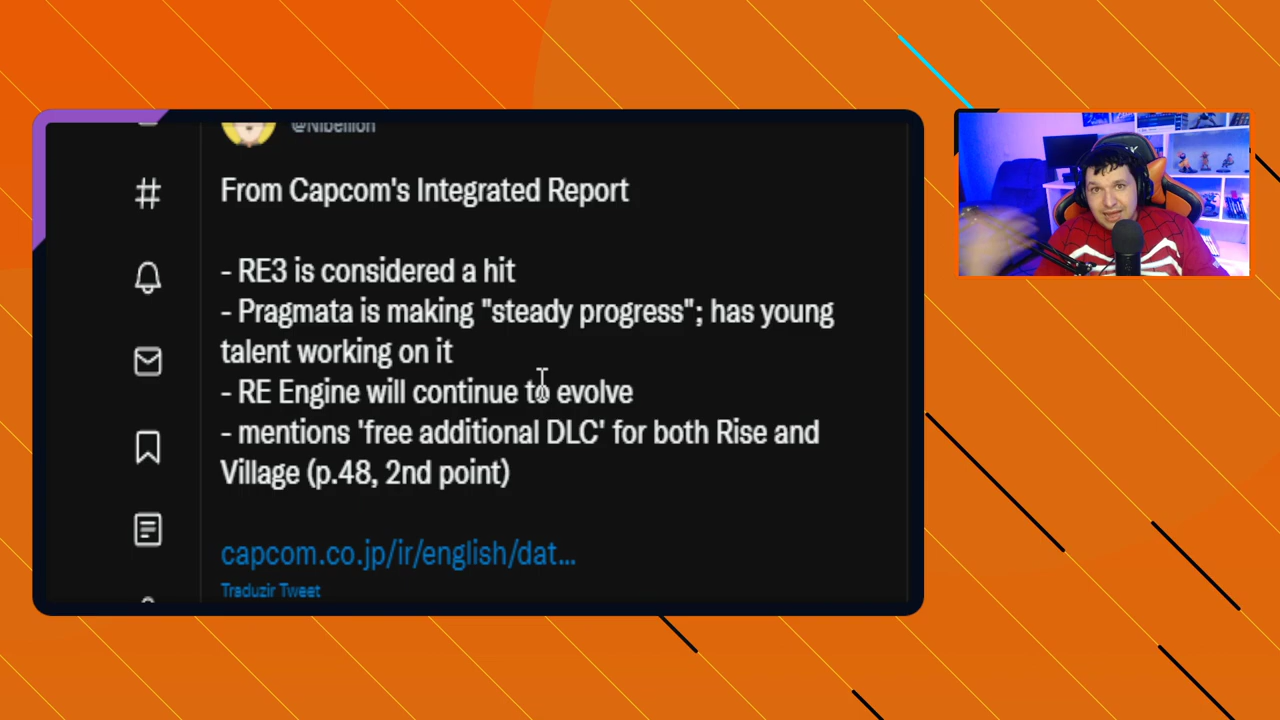 @Nibellion
From Capcom's Integrated Report
- RE3 is considered a hit
- Pragmata is making "steady progress"; has young
talent working on it
- RE Engine will continue to evolve
- mentions 'free additional DLC' for both Rise and
Village (p.48, 2nd point)
capcom.co.jp/ir/english/dat...
Traduzir Tweet